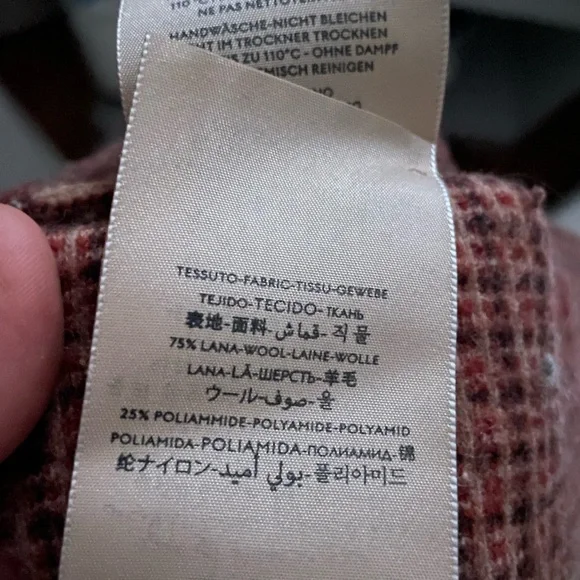 110°C
NE PAS NETTOYER
HANDWÄSCHE-NICHT BLEICHEN
IM TROCKNER TROCKNEN
ZU 110°C - OHNE DAMPF
REINIGEN
TESSUTO-FABRIC-TISSU-GEWEBE
TEJIDO-TECIDO-ТКАНЬ
表地-面料-قماش-직물
75% LANA-WOOL-LAINE-WOLLE
LANA-LÃ-ШЕРСТЬ-羊毛
ウール-صوف-울
25% POLIAMMIDE-POLYAMIDE-POLYAMID
POLIAMIDA-POLIAMIDA-ПОЛИАМИД-锦
纶ナイロン-بولي أميد-폴리아미드